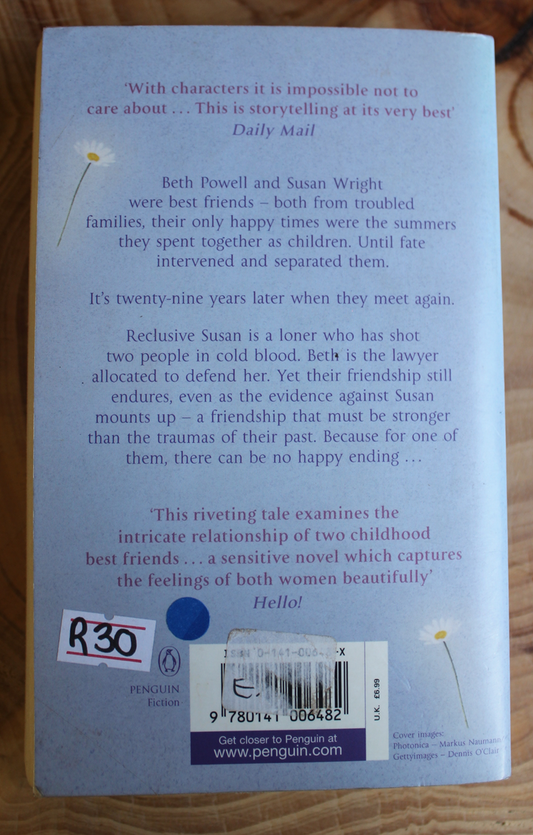 ‘With characters it is impossible not to
care about ... This is storytelling at its very best’
Daily Mail
Beth Powell and Susan Wright
were best friends – both from troubled
families, their only happy times were the summers
they spent together as children. Until fate
intervened and separated them.
It’s twenty-nine years later when they meet again.
Reclusive Susan is a loner who has shot
two people in cold blood. Beth is the lawyer
allocated to defend her. Yet their friendship still
endures, even as the evidence against Susan
mounts up – a friendship that must be stronger
than the traumas of their past. Because for one of
them, there can be no happy ending ...
‘This riveting tale examines the
intricate relationship of two childhood
best friends ... a sensitive novel which captures
the feelings of both women beautifully’
Hello!
R30
PENGUIN
Fiction
ISBN 0-141-006 -X
E
9 780141 006482
U.K. £6.99
Get closer to Penguin at
www.penguin.com
Cover images:
Photonica – Markus Naumann
Gettyimages – Dennis O’Clair